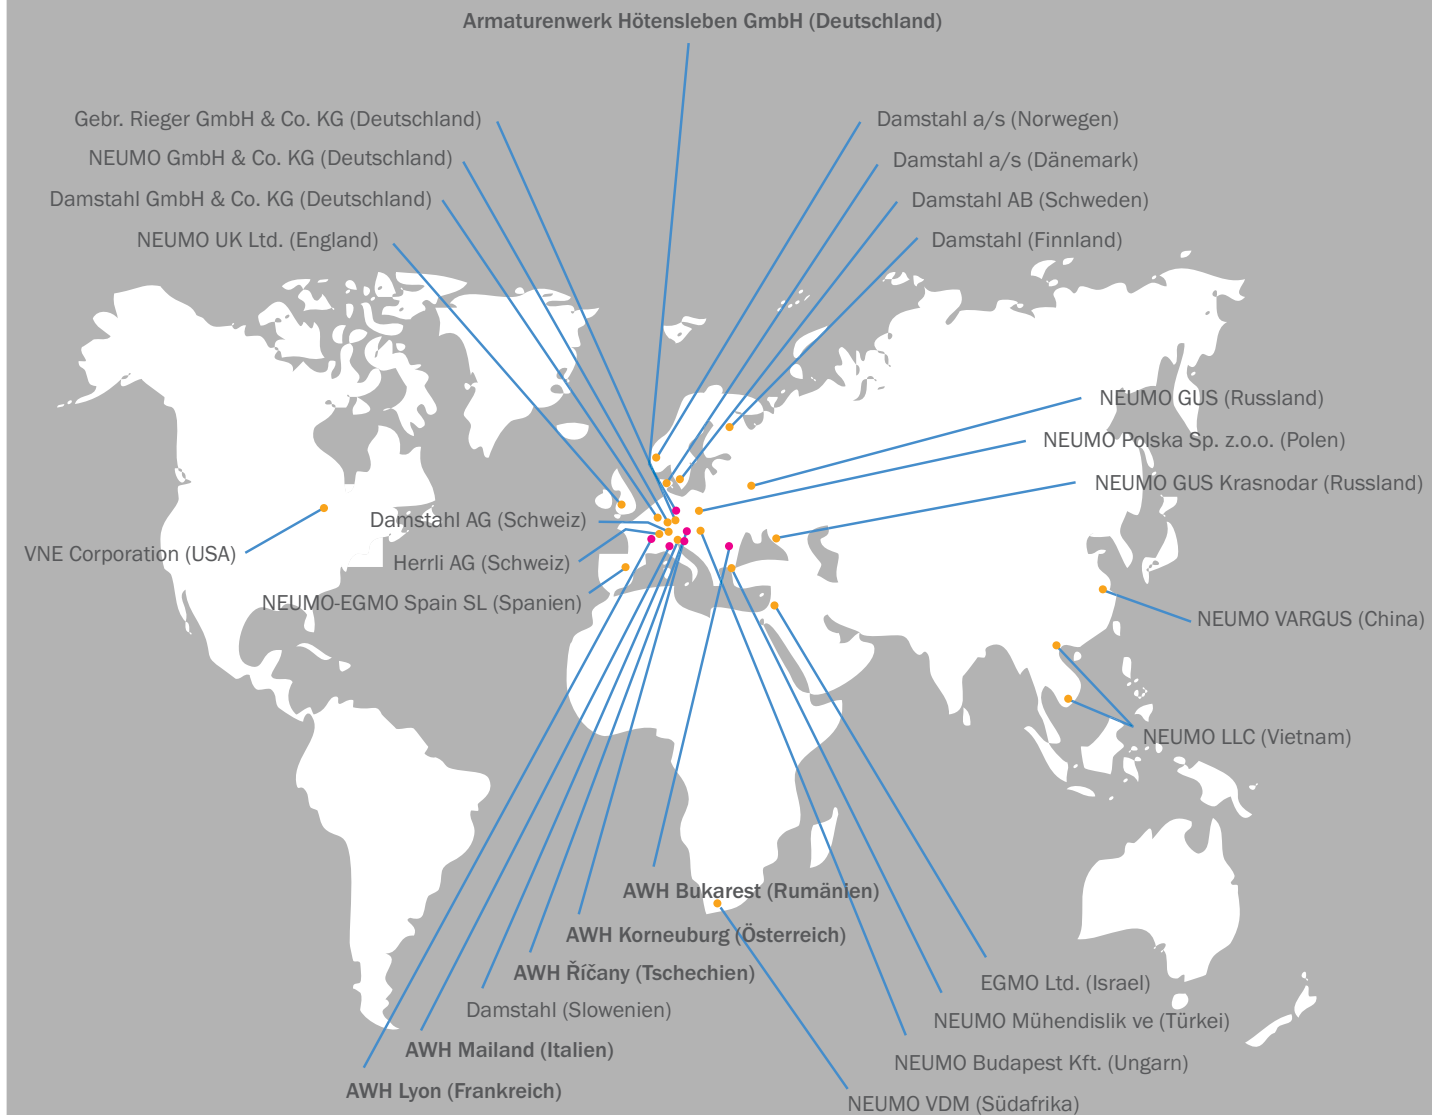 Armaturenwerk Hötensleben GmbH (Deutschland)
Gebr. Rieger GmbH & Co. KG (Deutschland)
NEUMO GmbH & Co. KG (Deutschland)
Damstahl GmbH & Co. KG (Deutschland)
NEUMO UK Ltd. (England)
Damstahl a/s (Norwegen)
Damstahl a/s (Dänemark)
Damstahl AB (Schweden)
Damstahl (Finnland)
NEUMO GUS (Russland)
NEUMO Polska Sp. z.o.o. (Polen)
NEUMO GUS Krasnodar (Russland)
Damstahl AG (Schweiz)
VNE Corporation (USA)
Herrli AG (Schweiz)
NEUMO-EGMO Spain SL (Spanien)
NEUMO VARGUS (China)
NEUMO LLC (Vietnam)
AWH Bukarest (Rumänien)
AWH Korneuburg (Österreich)
AWH Říčany (Tschechien)
Damstahl (Slowenien)
AWH Mailand (Italien)
AWH Lyon (Frankreich)
EGMO Ltd. (Israel)
NEUMO Mühendislik ve (Türkei)
NEUMO Budapest Kft. (Ungarn)
NEUMO VDM (Südafrika)